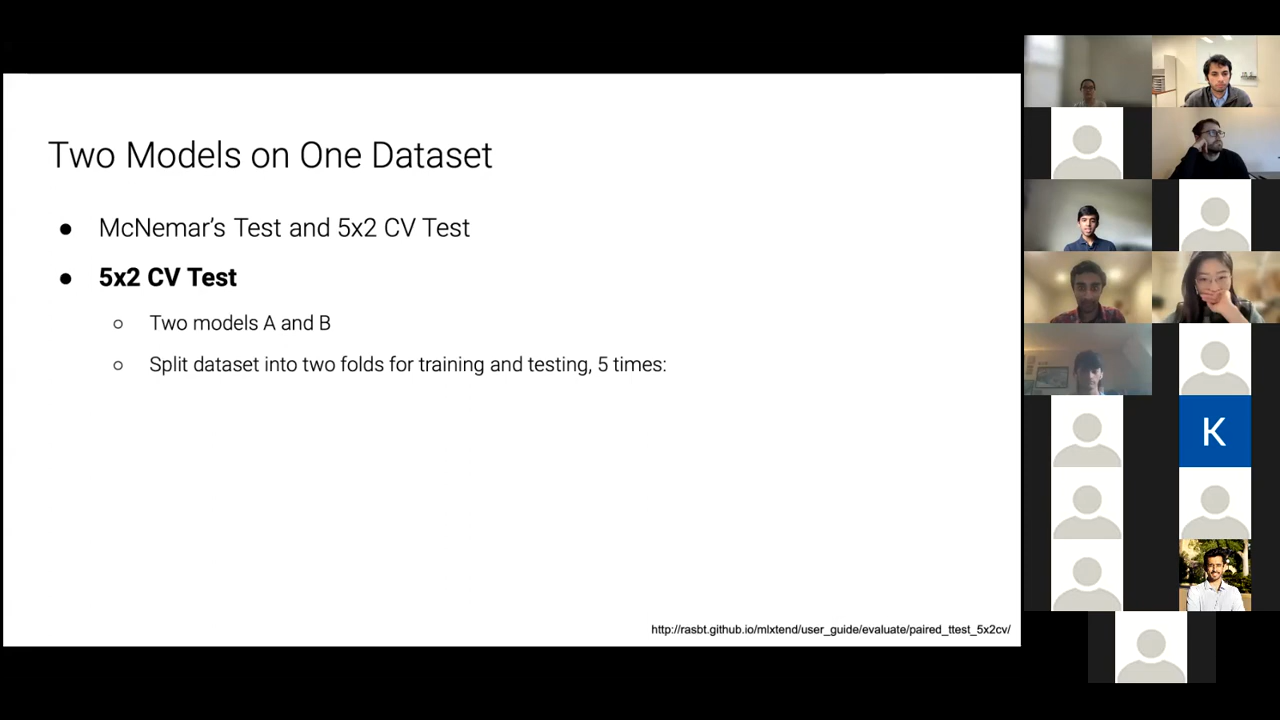 Two Models on One Dataset
● McNemar’s Test and 5x2 CV Test
● 5x2 CV Test
○ Two models A and B
○ Split dataset into two folds for training and testing, 5 times:
http://rasbt.github.io/mlxtend/user_guide/evaluate/paired_ttest_5x2cv/
K